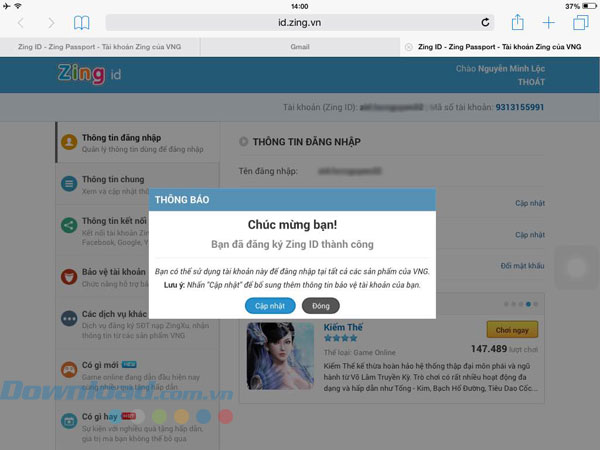 14:00
37%
id.zing.vn
Zing ID - Zing Passport - Tài khoản Zing của VNG
Gmail
Zing ID - Zing Passport - Tài khoản Zing của VNG
Zing id
Chào Nguyễn Minh Lộc
THOÁT
Tài khoản (Zing ID):
; Mã số tài khoản: 9313155991
Thông tin đăng nhập
Quản lý thông tin dùng để đăng nhập
Thông tin chung
Xem và cập nhật thô
Thông tin kết nối
Kết nối tài khoản Zin
Facebook, Google, Y
Bảo vệ tài khoản
Chức năng hỗ trợ bả
Các dịch vụ khác
Dịch vụ đăng ký SĐT nạp ZingXu, nhận
thông tin từ các sản phẩm VNG
Có gì mới NEW
Game online đang dẫn đầu hiện nay
cùng nhiều game hấp dẫn.
Có gì hay HOT
Sự kiện với nhiều quà tặng hấp dẫn,
giá trị mà bạn không thể bỏ qua
THÔNG TIN ĐĂNG NHẬP
Tên đăng nhập:
Cập nhật
Cập nhật
Đổi mật khẩu
THÔNG BÁO
Chúc mừng bạn!
Bạn đã đăng ký Zing ID thành công
Bạn có thể sử dụng tài khoản này để đăng nhập tại tất cả các sản phẩm của VNG.
Lưu ý: Nhấn "Cập nhật" để bổ sung thêm thông tin bảo vệ tài khoản của bạn.
Cập nhật
Đóng
Kiếm Thế
Thể loại: Game Online
Chơi ngay
147.489 lượt chơi
Kiếm Thế kế thừa hoàn hảo hệ thống thập đại môn phái và ngũ
hành từ Võ Lâm Truyền Kỳ. Trò chơi có rất nhiều hoạt động đa
dạng và hấp dẫn như Tống - Kim, Bạch Hổ Đường, Tiêu Dao Cốc...
Download.com.vn